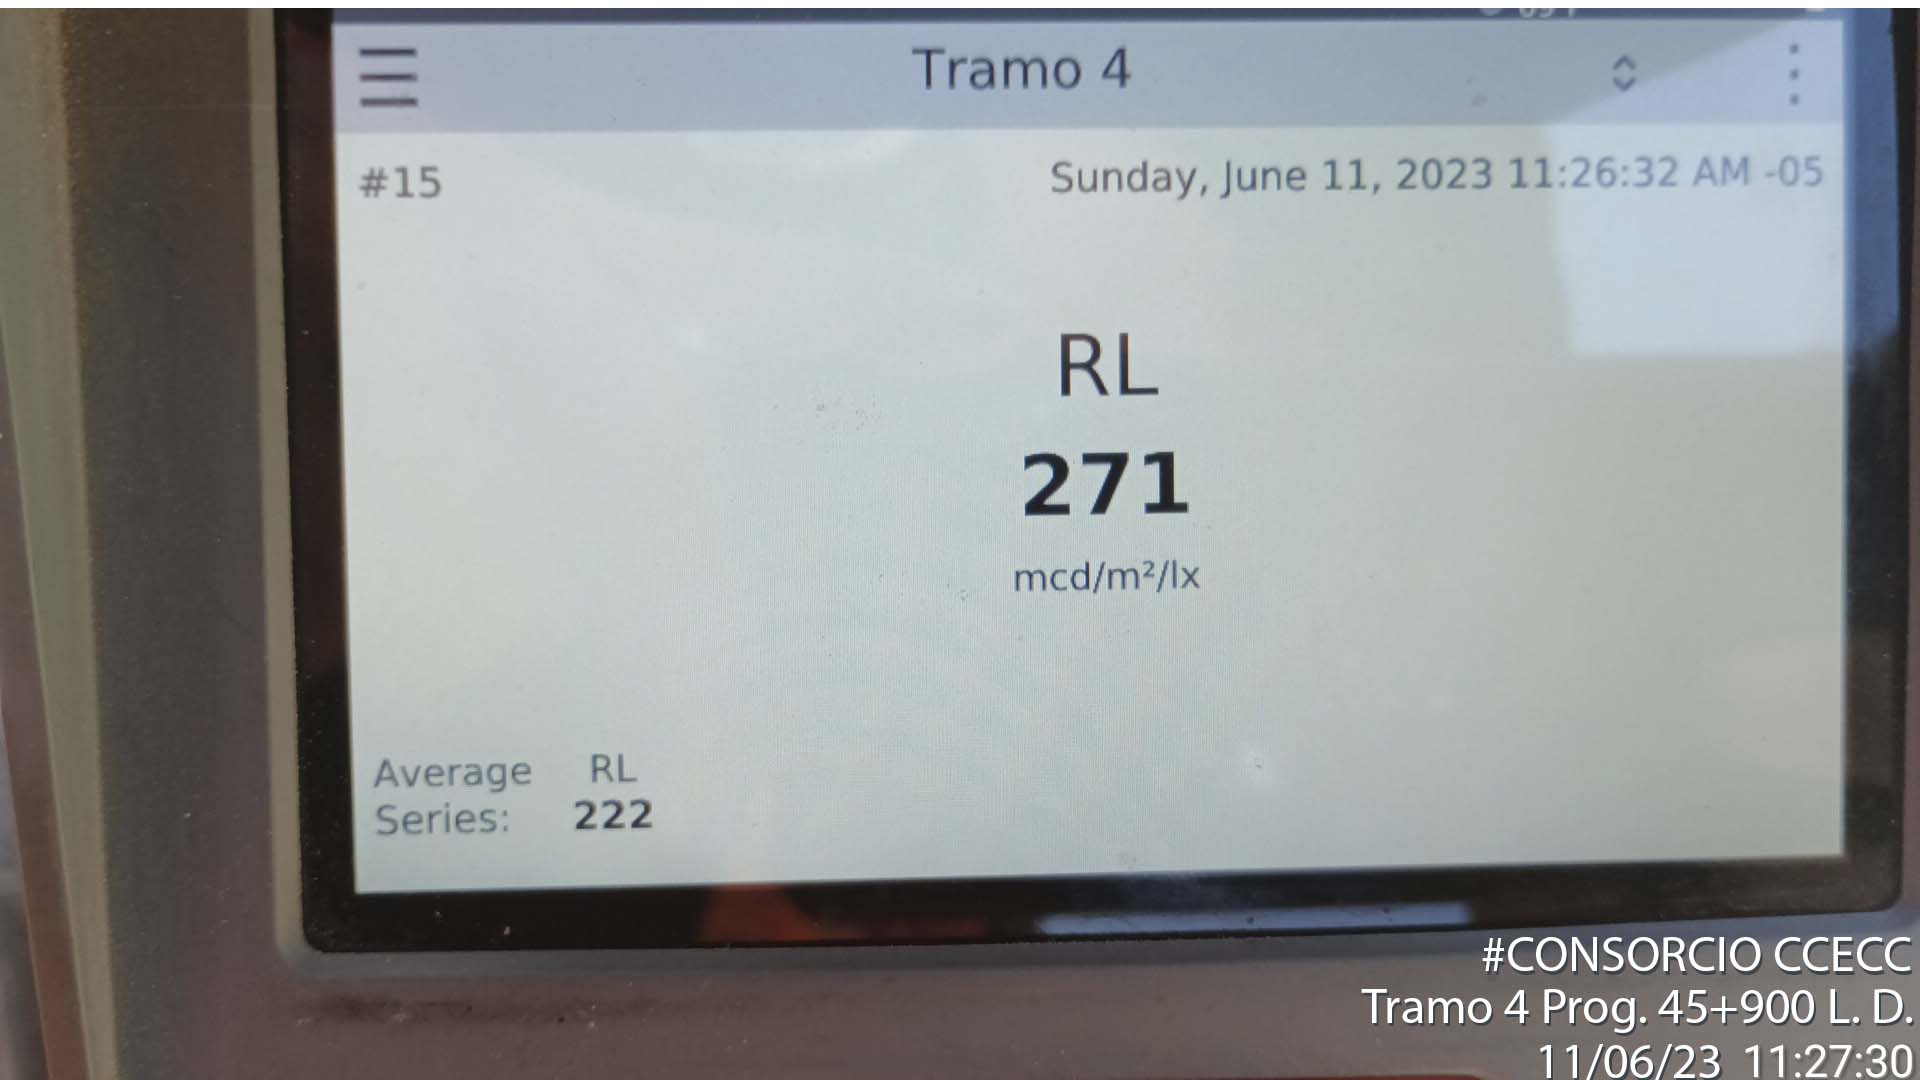 Tramo 4
#15
Sunday, June 11, 2023 11:26:32 AM -05
RL
271
mcd/m²/lx
Average RL
Series: 222
#CONSORCIO CCECC
Tramo 4 Prog. 45+900 L. D.
11/06/23 11:27:30